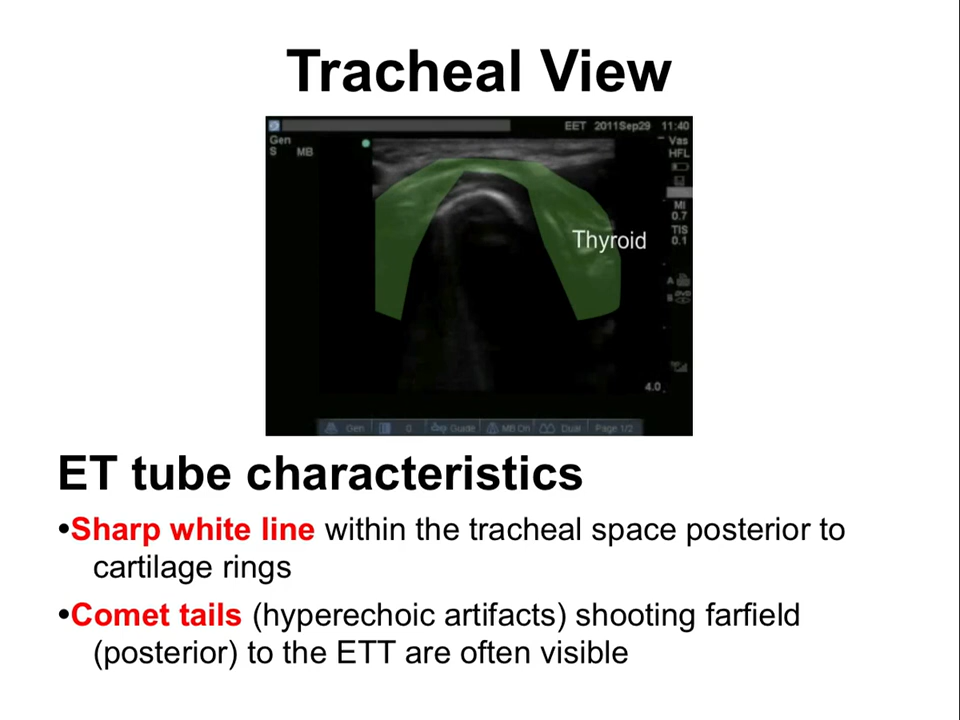 Tracheal View
EET 2011Sep29 11:40
Gen
S MB
Vas
HFL
MI
0.7
TIS
0.1
Thyroid
A
B DVD
4.0
Gen 0 Guide MB On Dual Page 1/2
ET tube characteristics
•Sharp white line within the tracheal space posterior to
cartilage rings
•Comet tails (hyperechoic artifacts) shooting farfield
(posterior) to the ETT are often visible